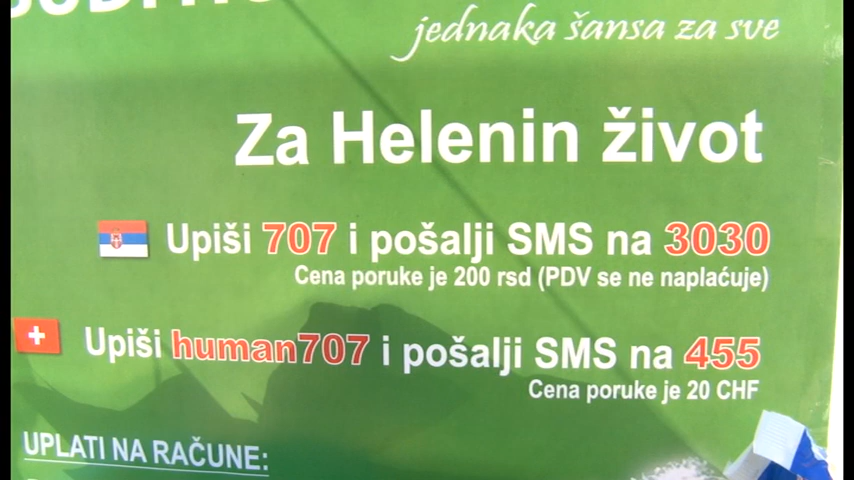 jednaka šansa za sve
Za Helenin život
Upiši 707 i pošalji SMS na 3030
Cena poruke je 200 rsd (PDV se ne naplaćuje)
Upiši human707 i pošalji SMS na 455
Cena poruke je 20 CHF
UPLATI NA RAČUNE: